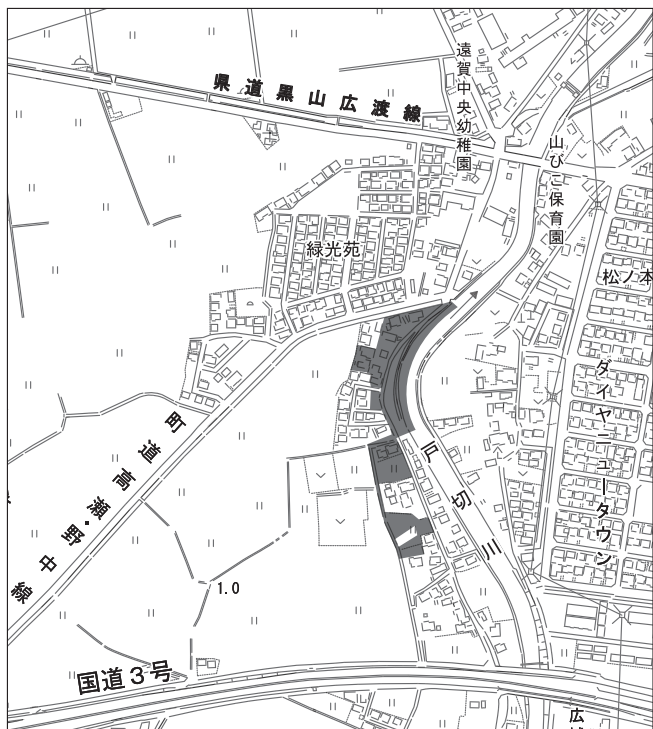 県道黒山広渡線
遠賀中央幼稚園
山びこ保育園
緑光苑
松ノ本
ダイヤニュータウン
町道高瀬・野中線
戸切川
1.0
国道3号
広